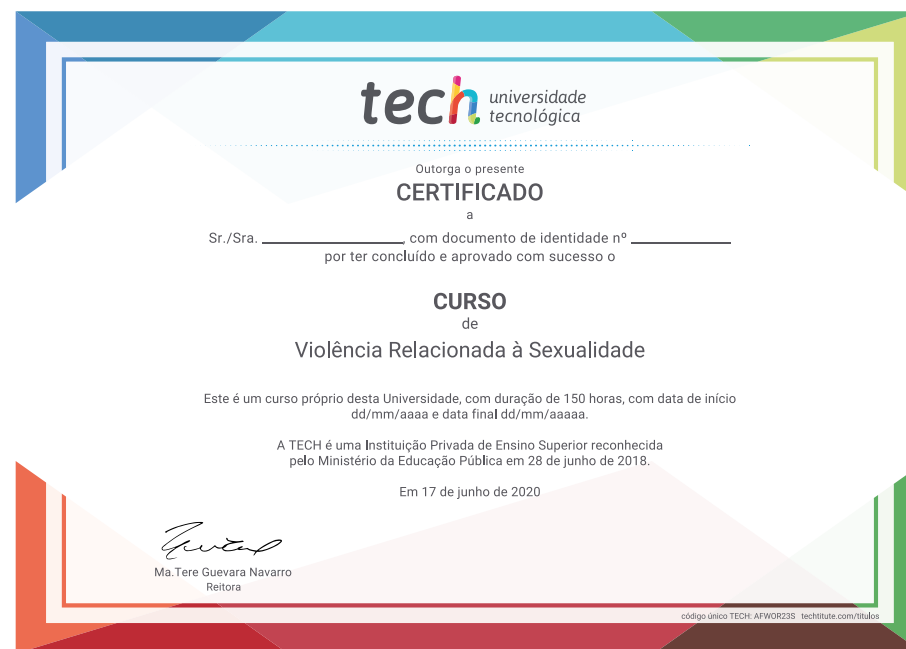 tech universidade
tecnológica
Outorga o presente
CERTIFICADO
a
Sr./Sra. , com documento de identidade nº
por ter concluído e aprovado com sucesso o
CURSO
de
Violência Relacionada à Sexualidade
Este é um curso próprio desta Universidade, com duração de 150 horas, com data de início
dd/mm/aaaa e data final dd/mm/aaaaa.
A TECH é uma Instituição Privada de Ensino Superior reconhecida
pelo Ministério da Educação Pública em 28 de junho de 2018.
Em 17 de junho de 2020
Ma.Tere Guevara Navarro
Reitora
código único TECH: AFWOR23S techtitute.com/titulos